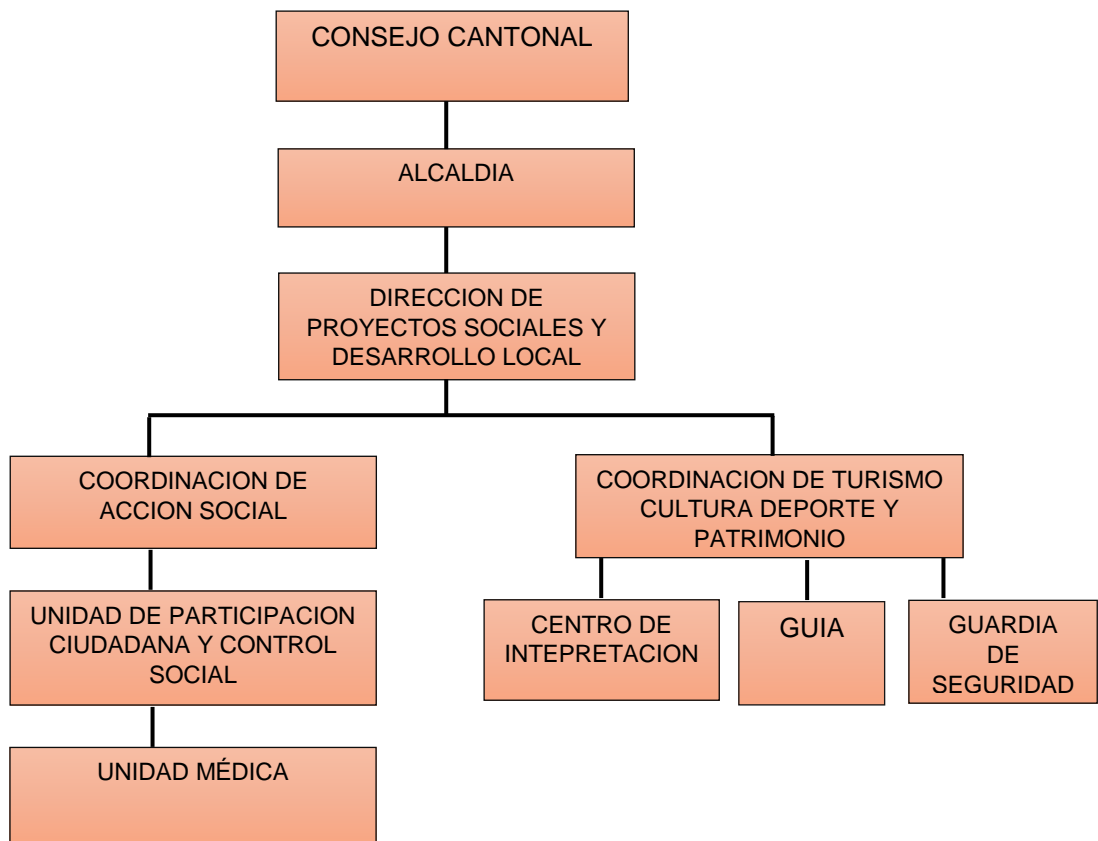 CONSEJO CANTONAL
ALCALDIA
DIRECCION DE
PROYECTOS SOCIALES Y
DESARROLLO LOCAL
COORDINACION DE
ACCION SOCIAL
COORDINACION DE TURISMO
CULTURA DEPORTE Y
PATRIMONIO
UNIDAD DE PARTICIPACION
CIUDADANA Y CONTROL
SOCIAL
CENTRO DE
INTEPRETACION
GUIA
GUARDIA
DE
SEGURIDAD
UNIDAD MÉDICA